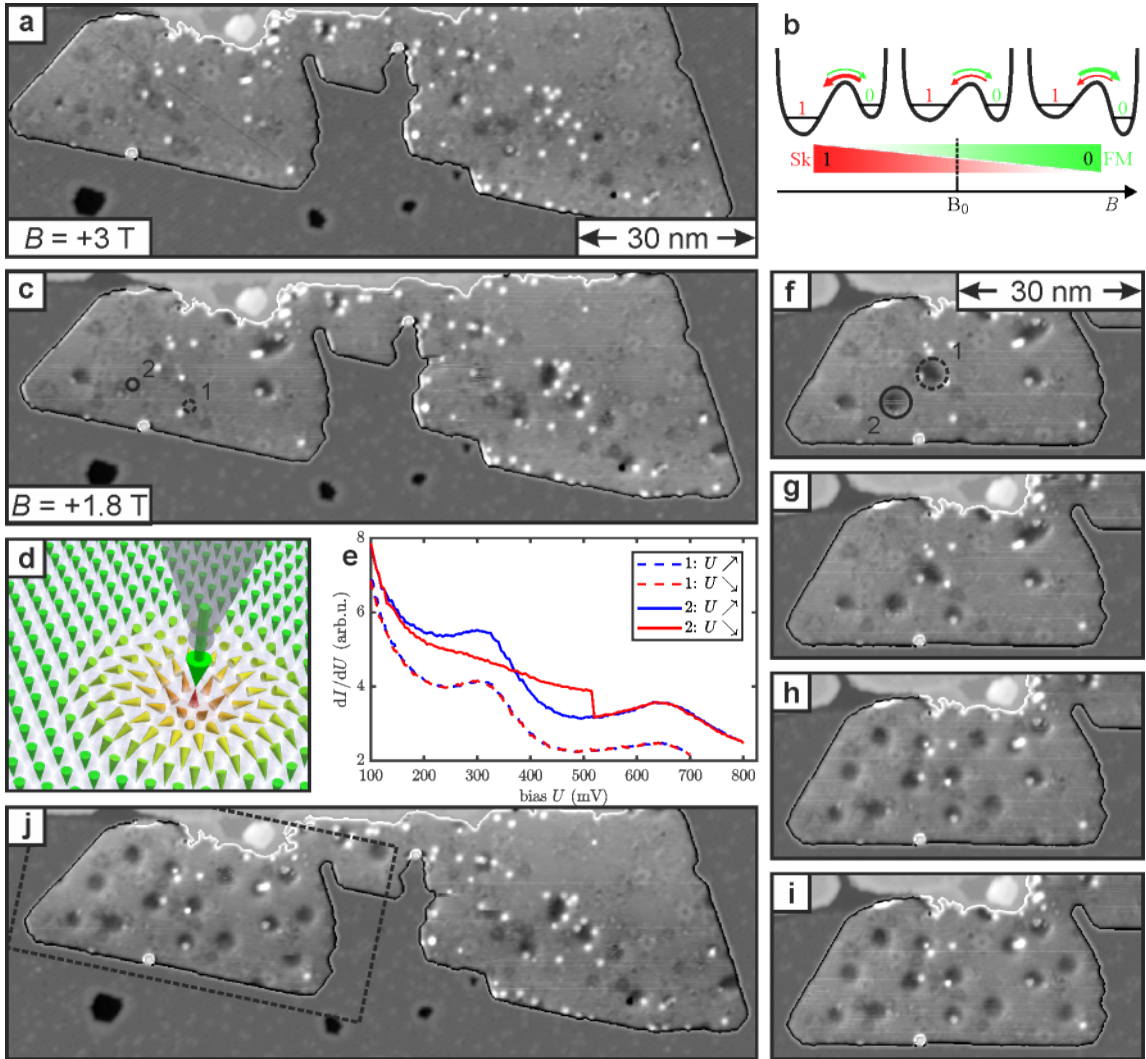 a
B = +3 T
30 nm
b
1 0 1 0 1 0
Sk 1 0 FM
B₀ B
c
2
1
B = +1.8 T
f
30 nm
1
2
g
d
e
8
6
4
2
dI/dU (arb.u.)
1: U ↗
1: U ↘
2: U ↗
2: U ↘
100 200 300 400 500 600 700 800
bias U (mV)
h
j
i